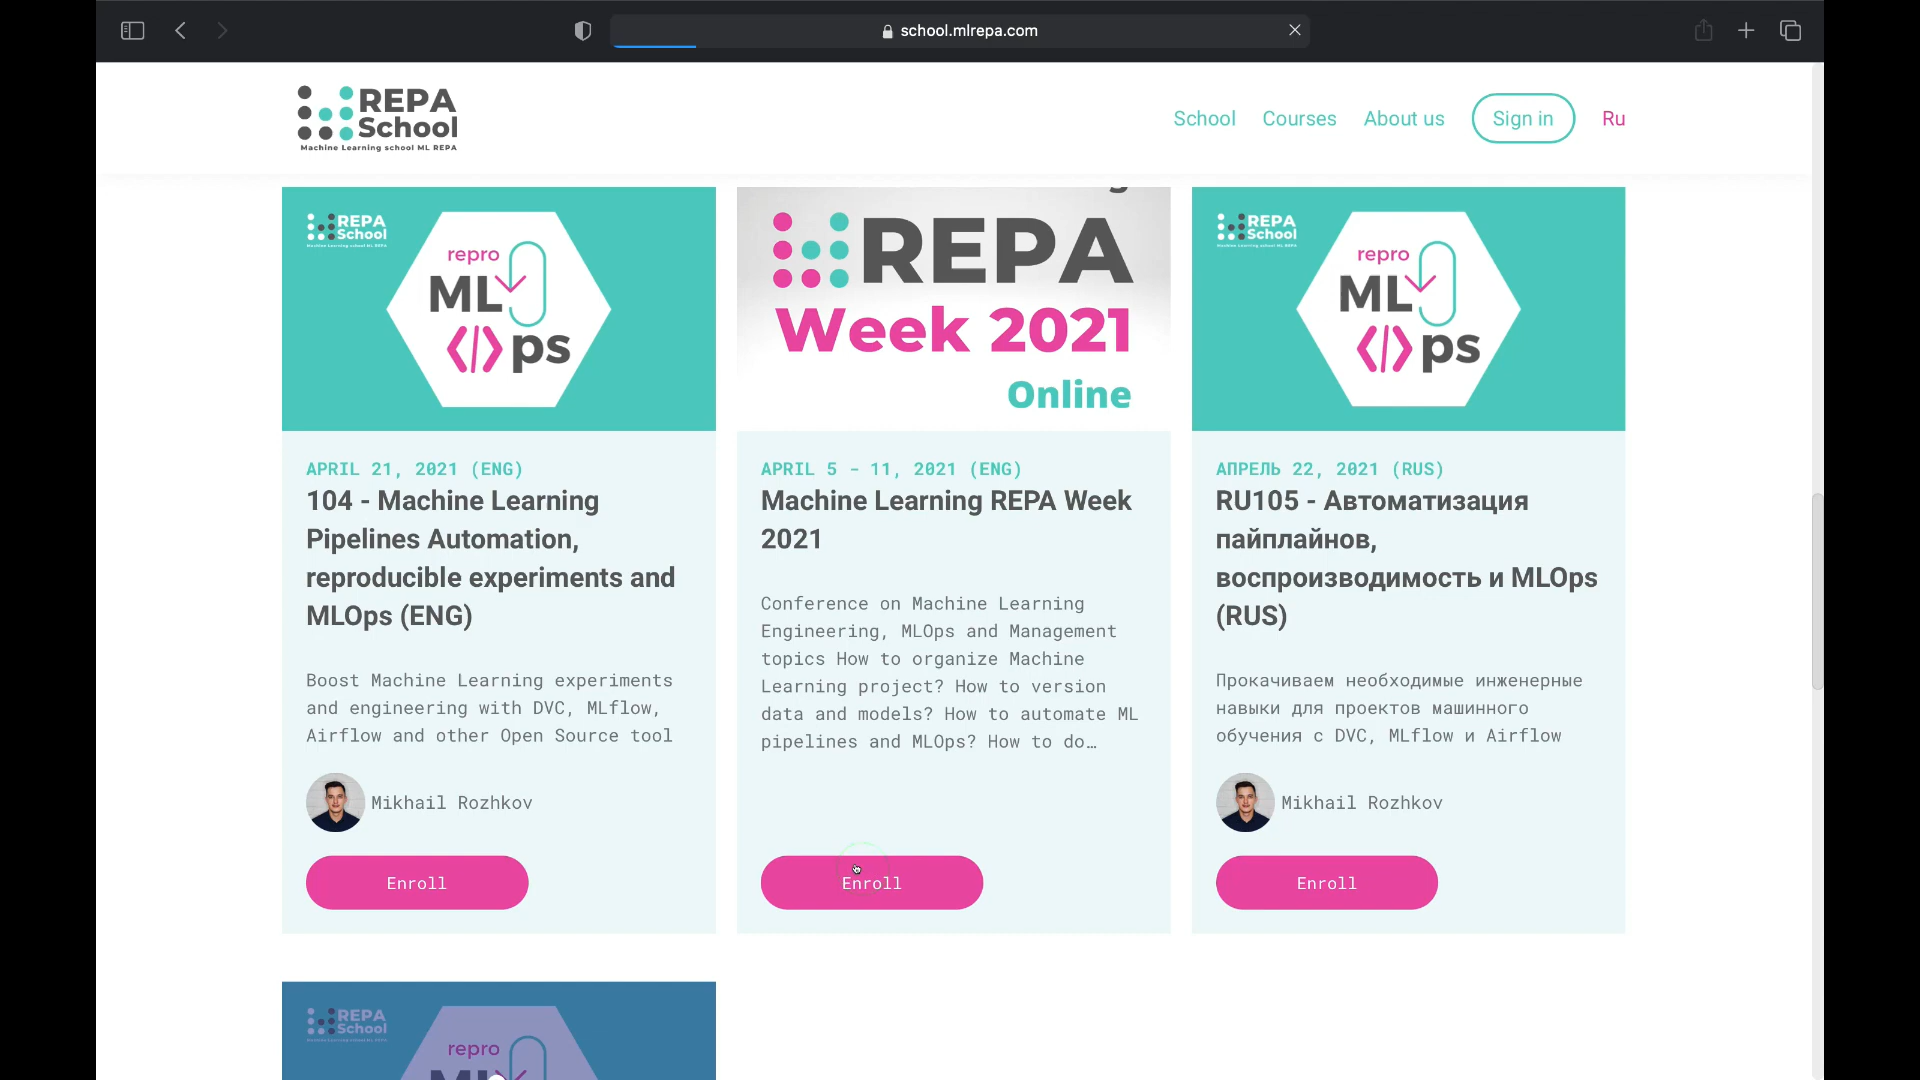 school.mlrepa.com
REPA
School
Machine Learning school ML REPA
School
Courses
About us
Sign in
Ru
REPA
School
repro
ML
</>ps
REPA
Week 2021
Online
REPA
School
repro
ML
</>ps
APRIL 21, 2021 (ENG)
104 - Machine Learning
Pipelines Automation,
reproducible experiments and
MLOps (ENG)
Boost Machine Learning experiments
and engineering with DVC, MLflow,
Airflow and other Open Source tool
Mikhail Rozhkov
Enroll
APRIL 5 - 11, 2021 (ENG)
Machine Learning REPA Week
2021
Conference on Machine Learning
Engineering, MLOps and Management
topics How to organize Machine
Learning project? How to version
data and models? How to automate ML
pipelines and MLOps? How to do…
Enroll
АПРЕЛЬ 22, 2021 (RUS)
RU105 - Автоматизация
пайплайнов,
воспроизводимость и MLOps
(RUS)
Прокачиваем необходимые инженерные
навыки для проектов машинного
обучения с DVC, MLflow и Airflow
Mikhail Rozhkov
Enroll
REPA
School
repro
ML